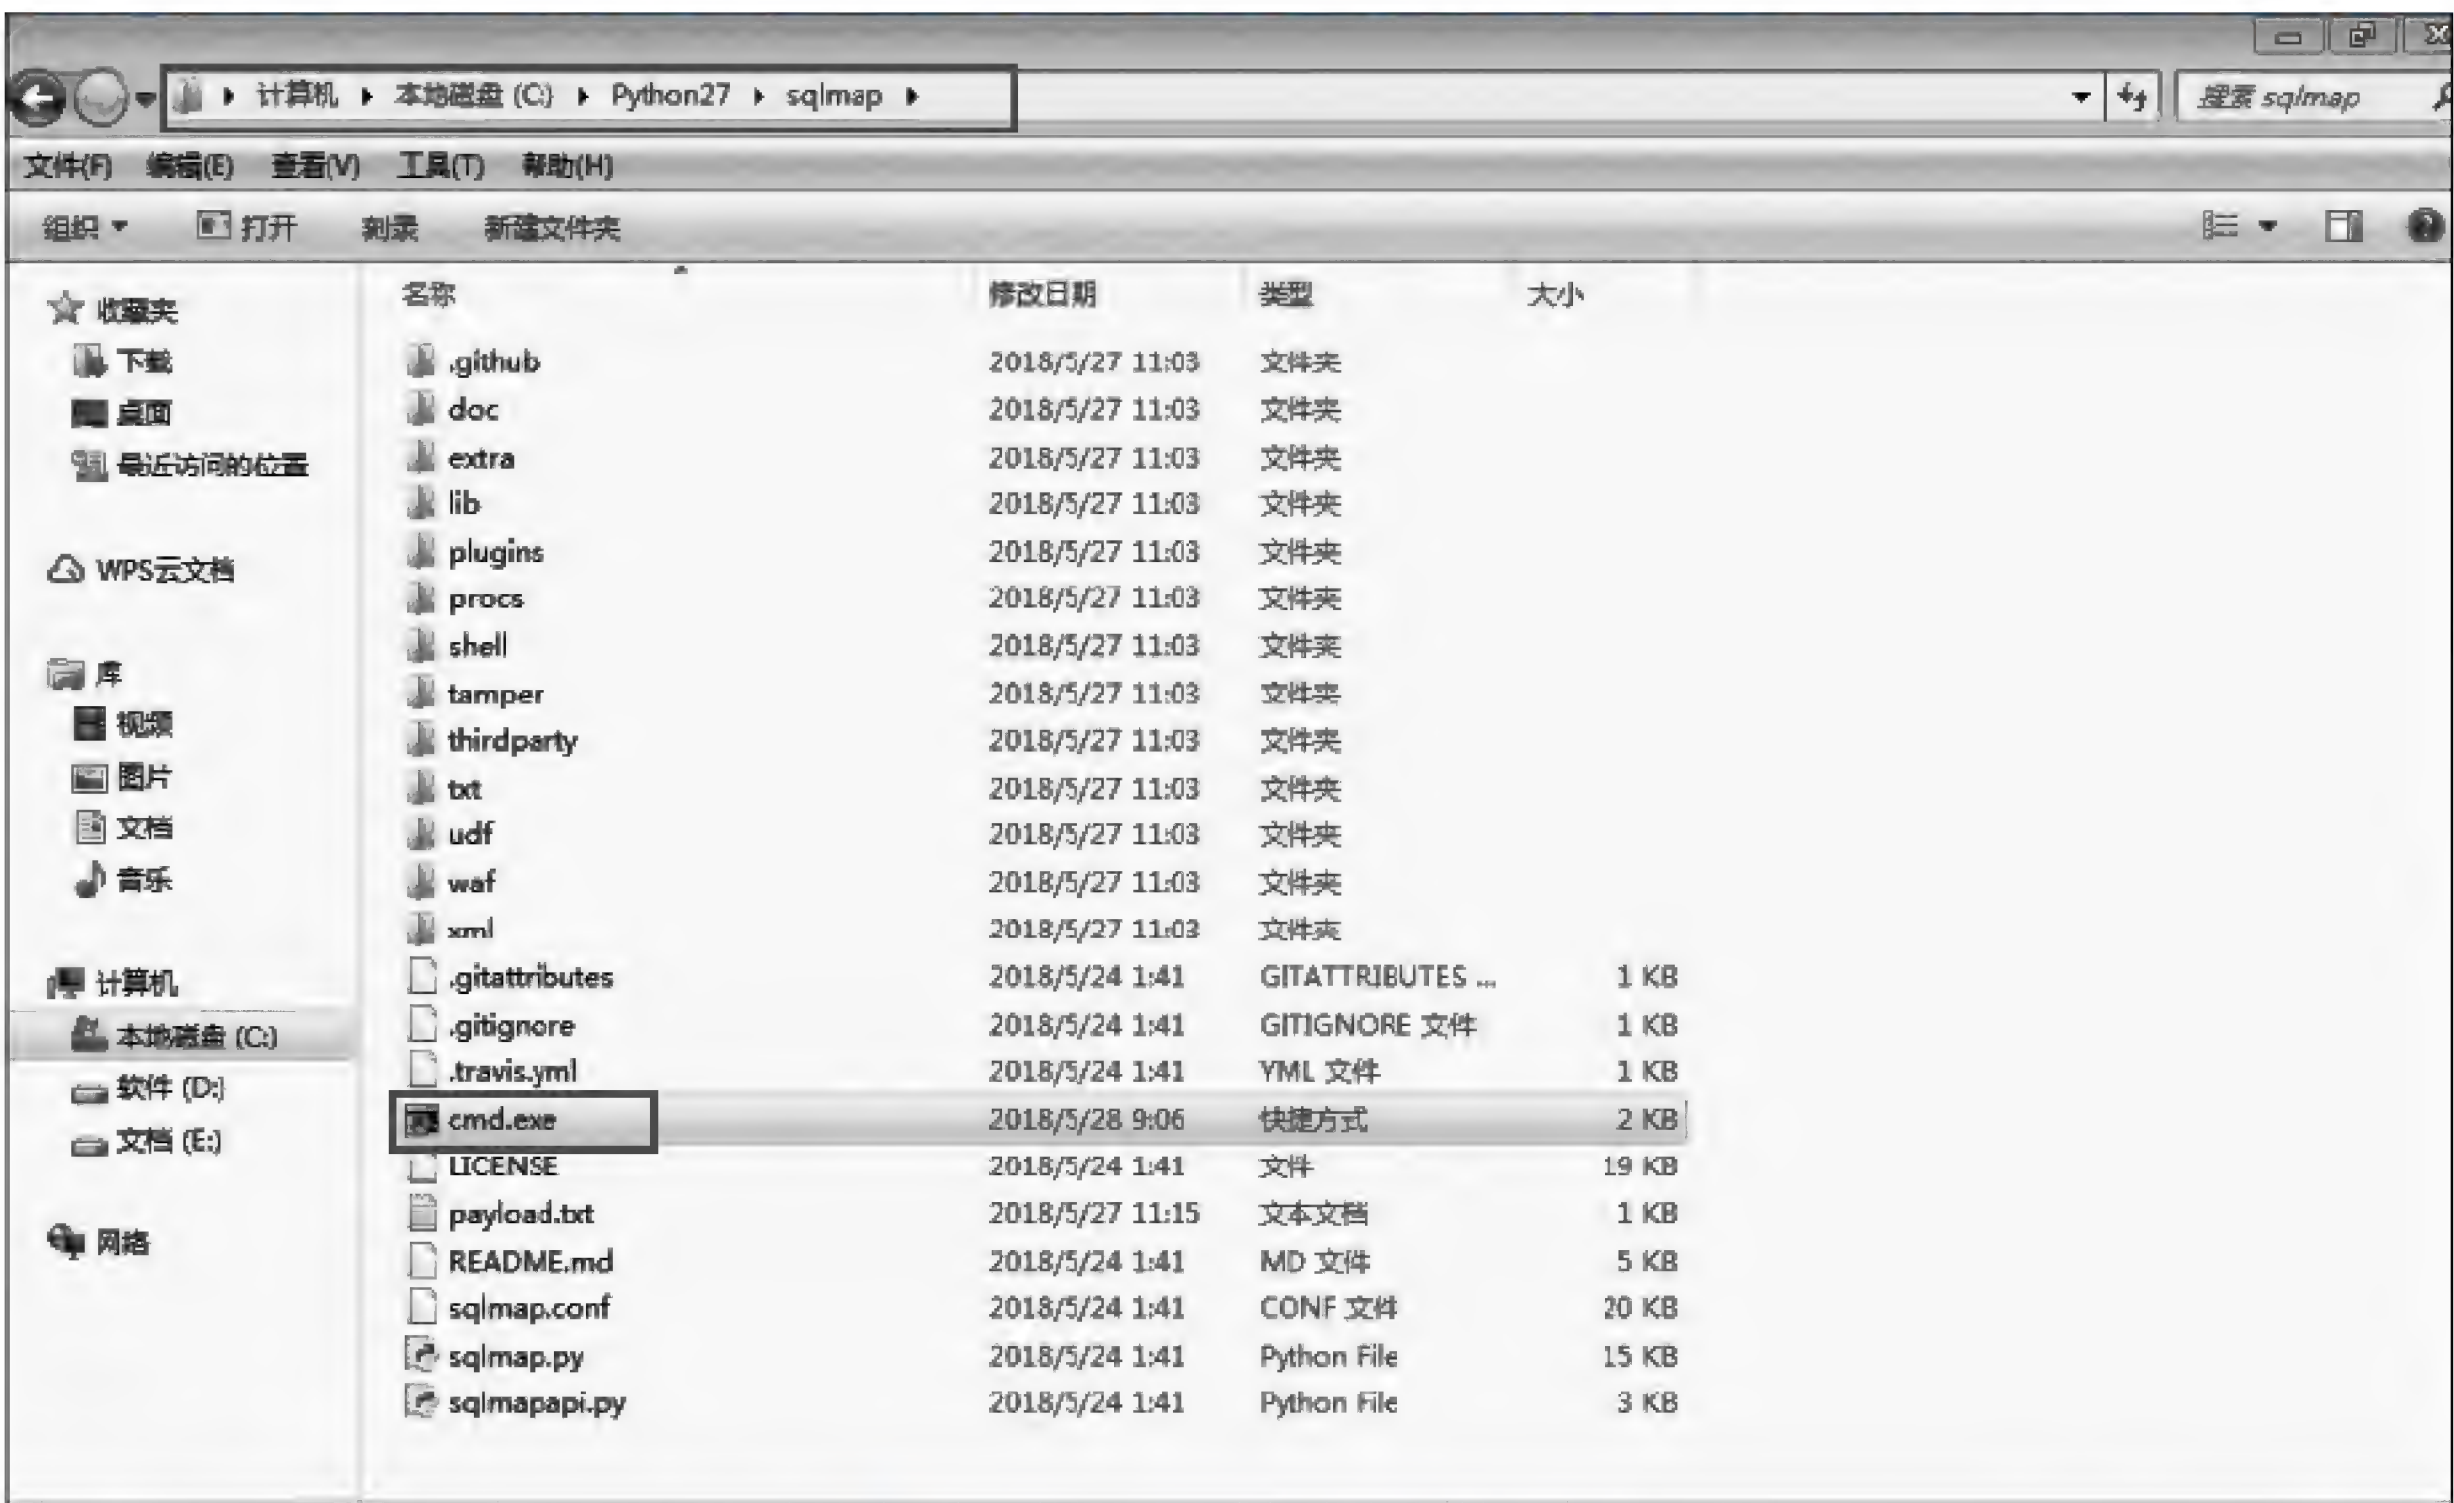 计算机 本地磁盘 (C:) Python27 sqlmap 搜索 sqlmap
文件(F) 编辑(E) 查看(V) 工具(T) 帮助(H)
组织 打开 刻录 新建文件夹
收藏夹
下载
桌面
最近访问的位置
WPS云文档
库
视频
图片
文档
音乐
计算机
本地磁盘 (C:)
软件 (D:)
文档 (E:)
网络
名称 修改日期 类型 大小
.github 2018/5/27 11:03 文件夹
doc 2018/5/27 11:03 文件夹
extra 2018/5/27 11:03 文件夹
lib 2018/5/27 11:03 文件夹
plugins 2018/5/27 11:03 文件夹
procs 2018/5/27 11:03 文件夹
shell 2018/5/27 11:03 文件夹
tamper 2018/5/27 11:03 文件夹
thirdparty 2018/5/27 11:03 文件夹
txt 2018/5/27 11:03 文件夹
udf 2018/5/27 11:03 文件夹
waf 2018/5/27 11:03 文件夹
xml 2018/5/27 11:03 文件夹
.gitattributes 2018/5/24 1:41 GITATTRIBUTES ... 1 KB
.gitignore 2018/5/24 1:41 GITIGNORE 文件 1 KB
.travis.yml 2018/5/24 1:41 YML 文件 1 KB
cmd.exe 2018/5/28 9:06 快捷方式 2 KB
LICENSE 2018/5/24 1:41 文件 19 KB
payload.txt 2018/5/27 11:15 文本文档 1 KB
README.md 2018/5/24 1:41 MD 文件 5 KB
sqlmap.conf 2018/5/24 1:41 CONF 文件 20 KB
sqlmap.py 2018/5/24 1:41 Python File 15 KB
sqlmapapi.py 2018/5/24 1:41 Python File 3 KB